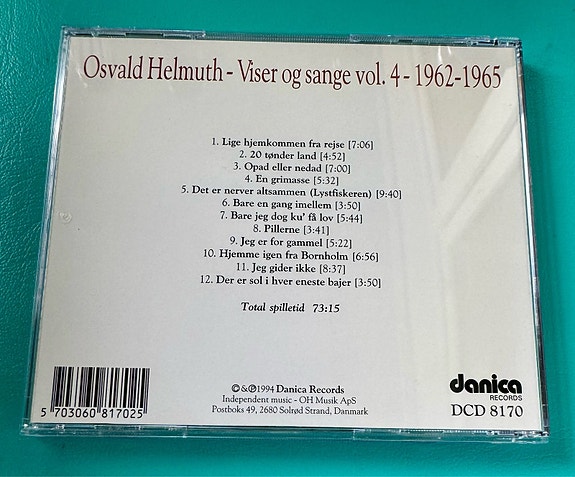 Osvald Helmuth - Viser og sange vol. 4 - 1962-1965
1. Lige hjemkommen fra rejse [7:06]
2. 20 tønder land [4:52]
3. Opad eller nedad [7:00]
4. En grimasse [5:32]
5. Det er nerver altsammen (Lystfiskeren) [9:40]
6. Bare en gang imellem [3:50]
7. Bare jeg dog ku' få lov [5:44]
8. Pillerne [3:41]
9. Jeg er for gammel [5:22]
10. Hjemme igen fra Bornholm [6:56]
11. Jeg gider ikke [8:37]
12. Der er sol i hver eneste bajer [3:50]
Total spilletid 73:15
5 703060 817025
©&℗1994 Danica Records
Independent music - OH Musik ApS
Postboks 49, 2680 Solrød Strand, Danmark
danica
RECORDS
DCD 8170